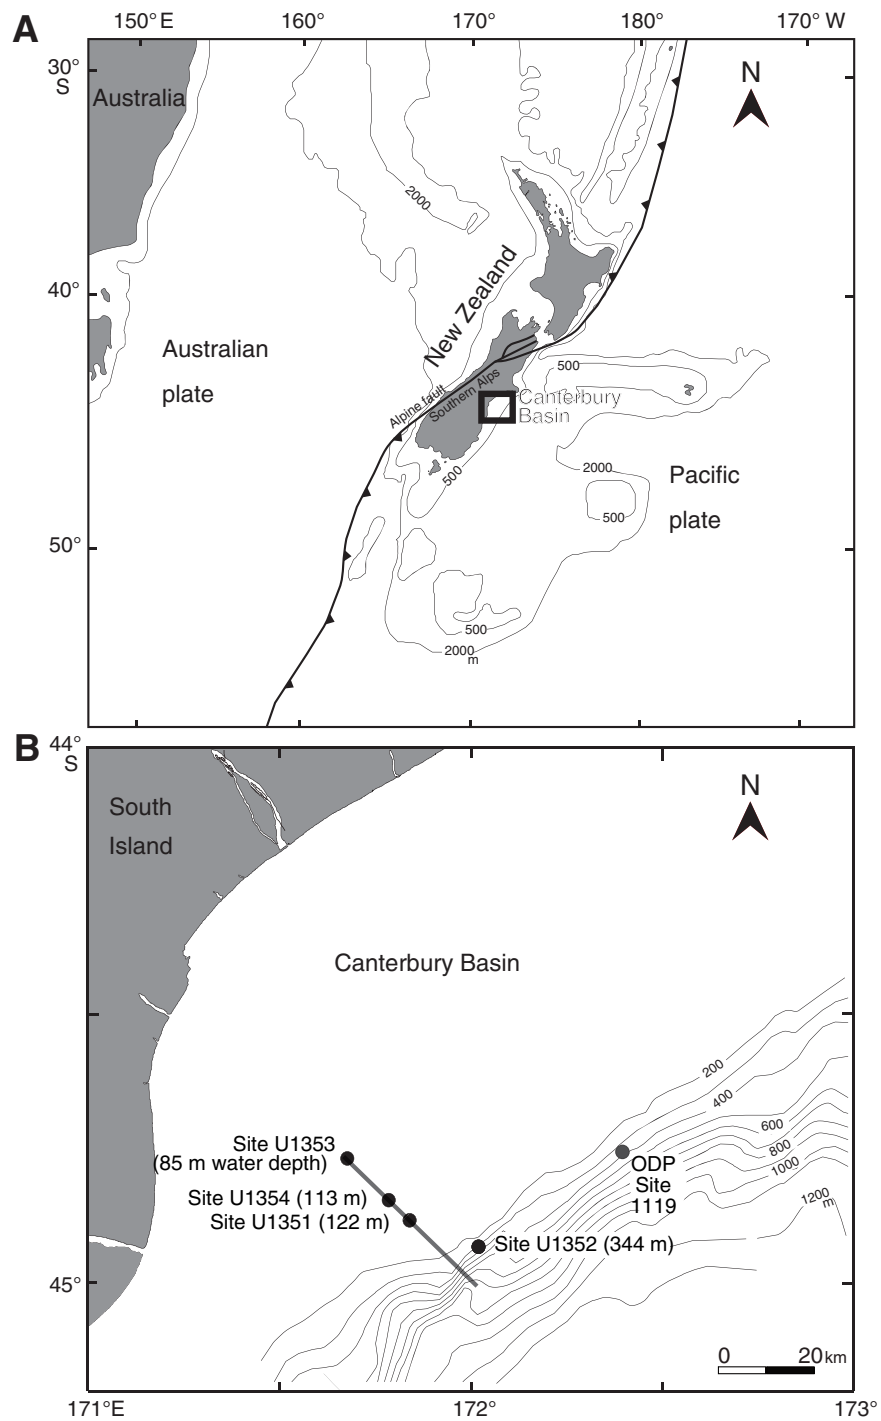 A
150° E
160°
170°
180°
170° W
30°
S
Australia
N
2000
40°
New Zealand
Australian
plate
500
Alpine fault
Southern Alps
Canterbury
Basin
500
2000
Pacific
plate
500
50°
500
2000
m
B
44°
S
South
Island
N
Canterbury Basin
200
400
600
800
1000
1200
m
Site U1353
(85 m water depth)
ODP
Site
1119
Site U1354 (113 m)
Site U1351 (122 m)
Site U1352 (344 m)
45°
0
20 km
171°E
172°
173°